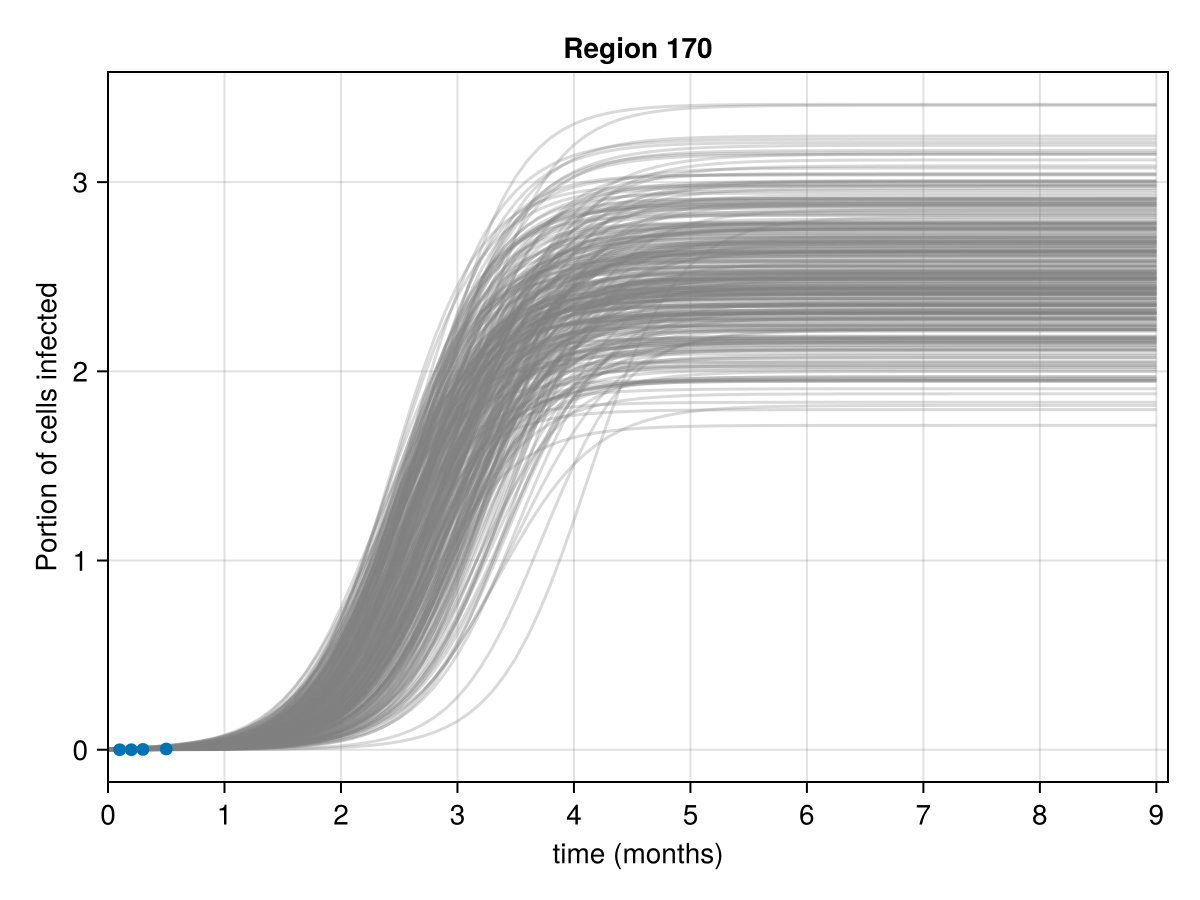 Region 170
Portion of cells infected
3
2
1
0
0 1 2 3 4 5 6 7 8 9
time (months)